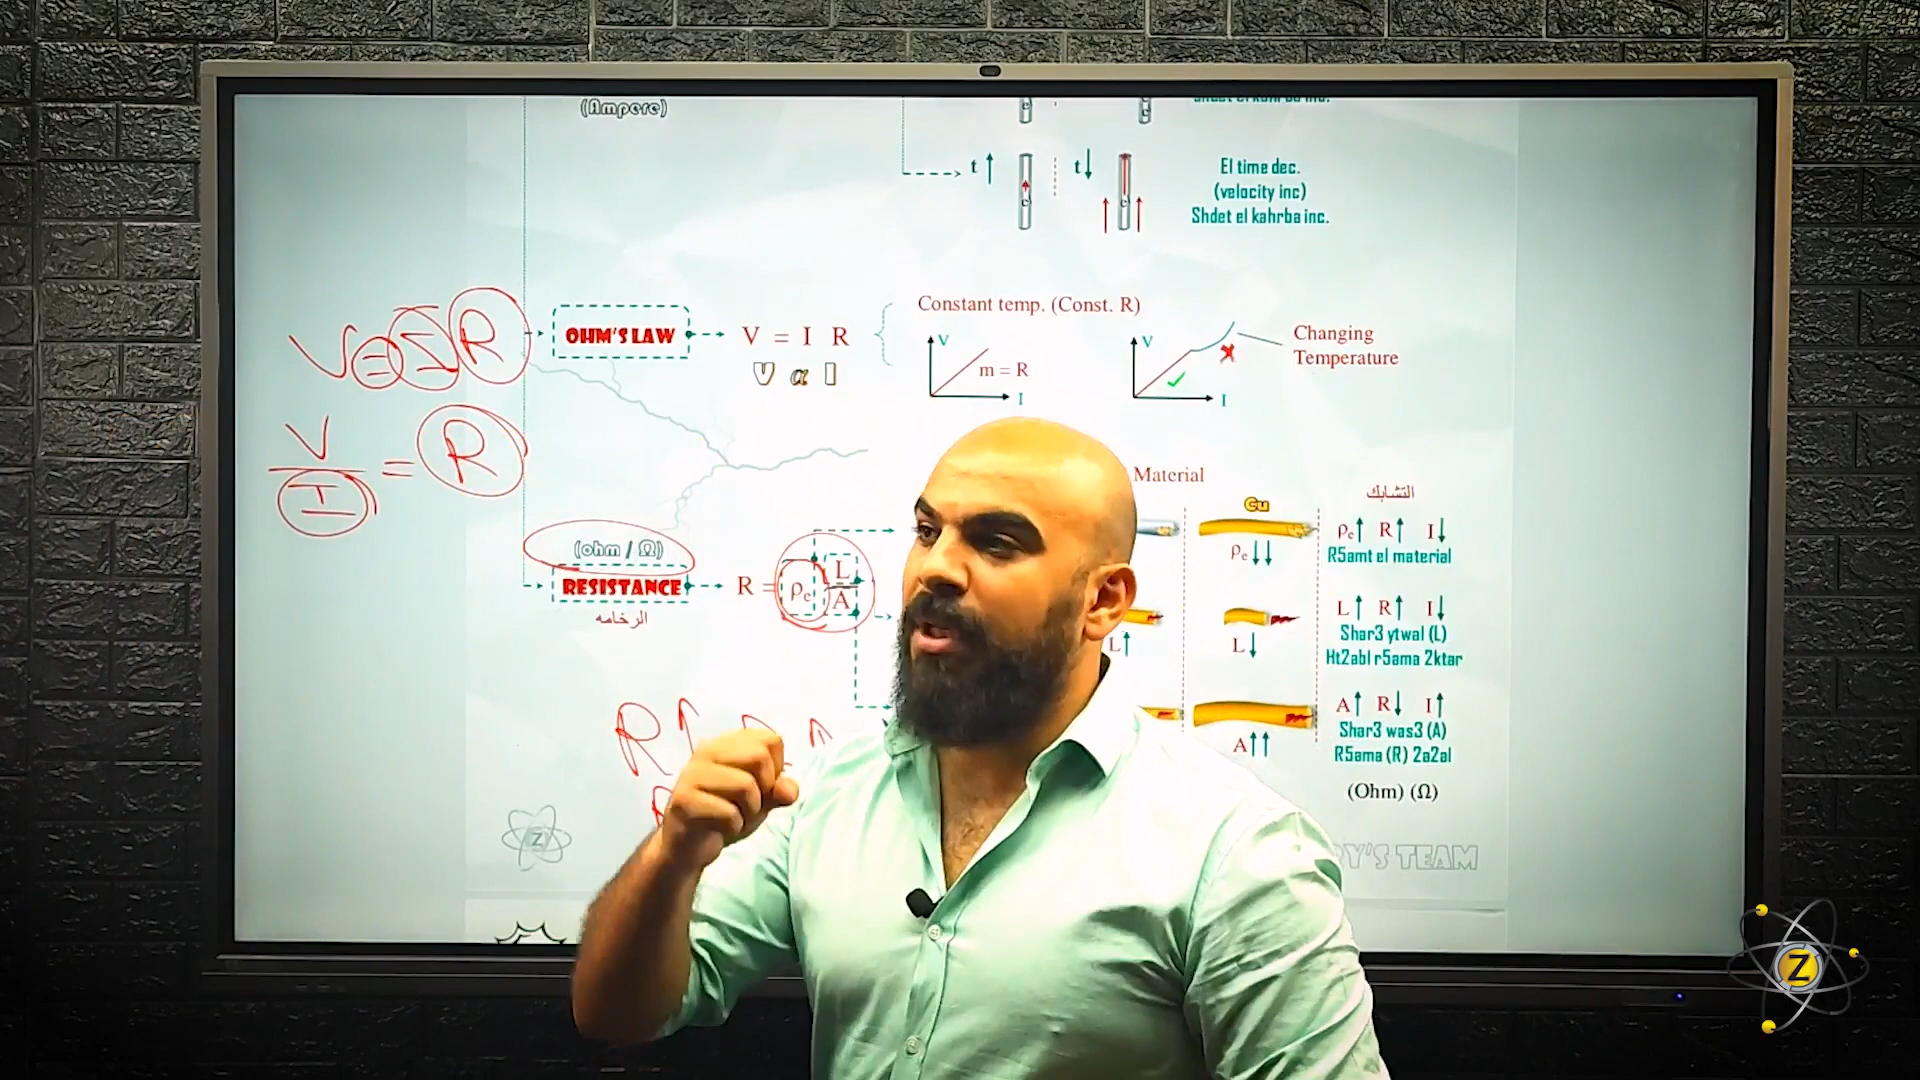 (Ampere)
t↑ t↓
e e
El time dec.
(velocity inc)
Shdet el kahrba inc.
V = I R
V / I = R
OHM'S LAW
V = I R
V α I
Constant temp. (Const. R)
V
m = R
I
V
I
Changing
Temperature
(ohm / Ω)
RESISTANCE
الرخامه
R = ρe L / A
Material
Cu
ρe↓↓
L↑
L↓
A↑↑
التشابك
ρe↑ R↑ I↓
R5amt el material
L↑ R↑ I↓
Shar3 ytwal (L)
Ht2abl r5ama 2ktar
A↑ R↓ I↑
Shar3 was3 (A)
R5ama (R) 2a2al
(Ohm) (Ω)
R↑
Z
Y'S TEAM
Z